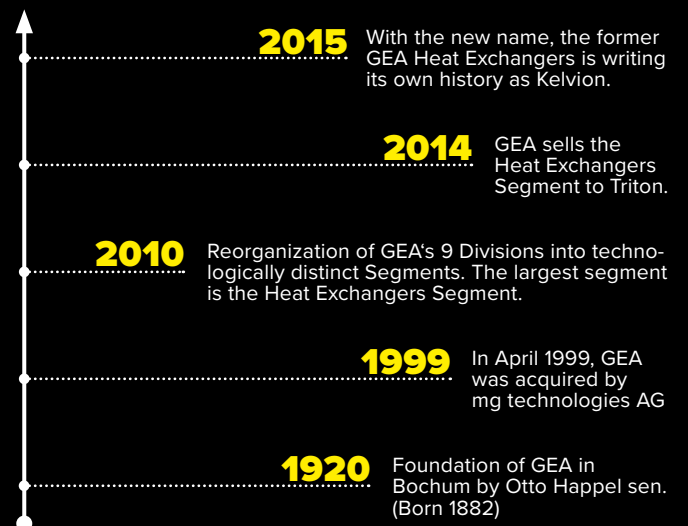 2015
With the new name, the former
GEA Heat Exchangers is writing
its own history as Kelvion.
2014
GEA sells the
Heat Exchangers
Segment to Triton.
2010
Reorganization of GEA‘s 9 Divisions into techno-
logically distinct Segments. The largest segment
is the Heat Exchangers Segment.
1999
In April 1999, GEA
was acquired by
mg technologies AG
1920
Foundation of GEA in
Bochum by Otto Happel sen.
(Born 1882)